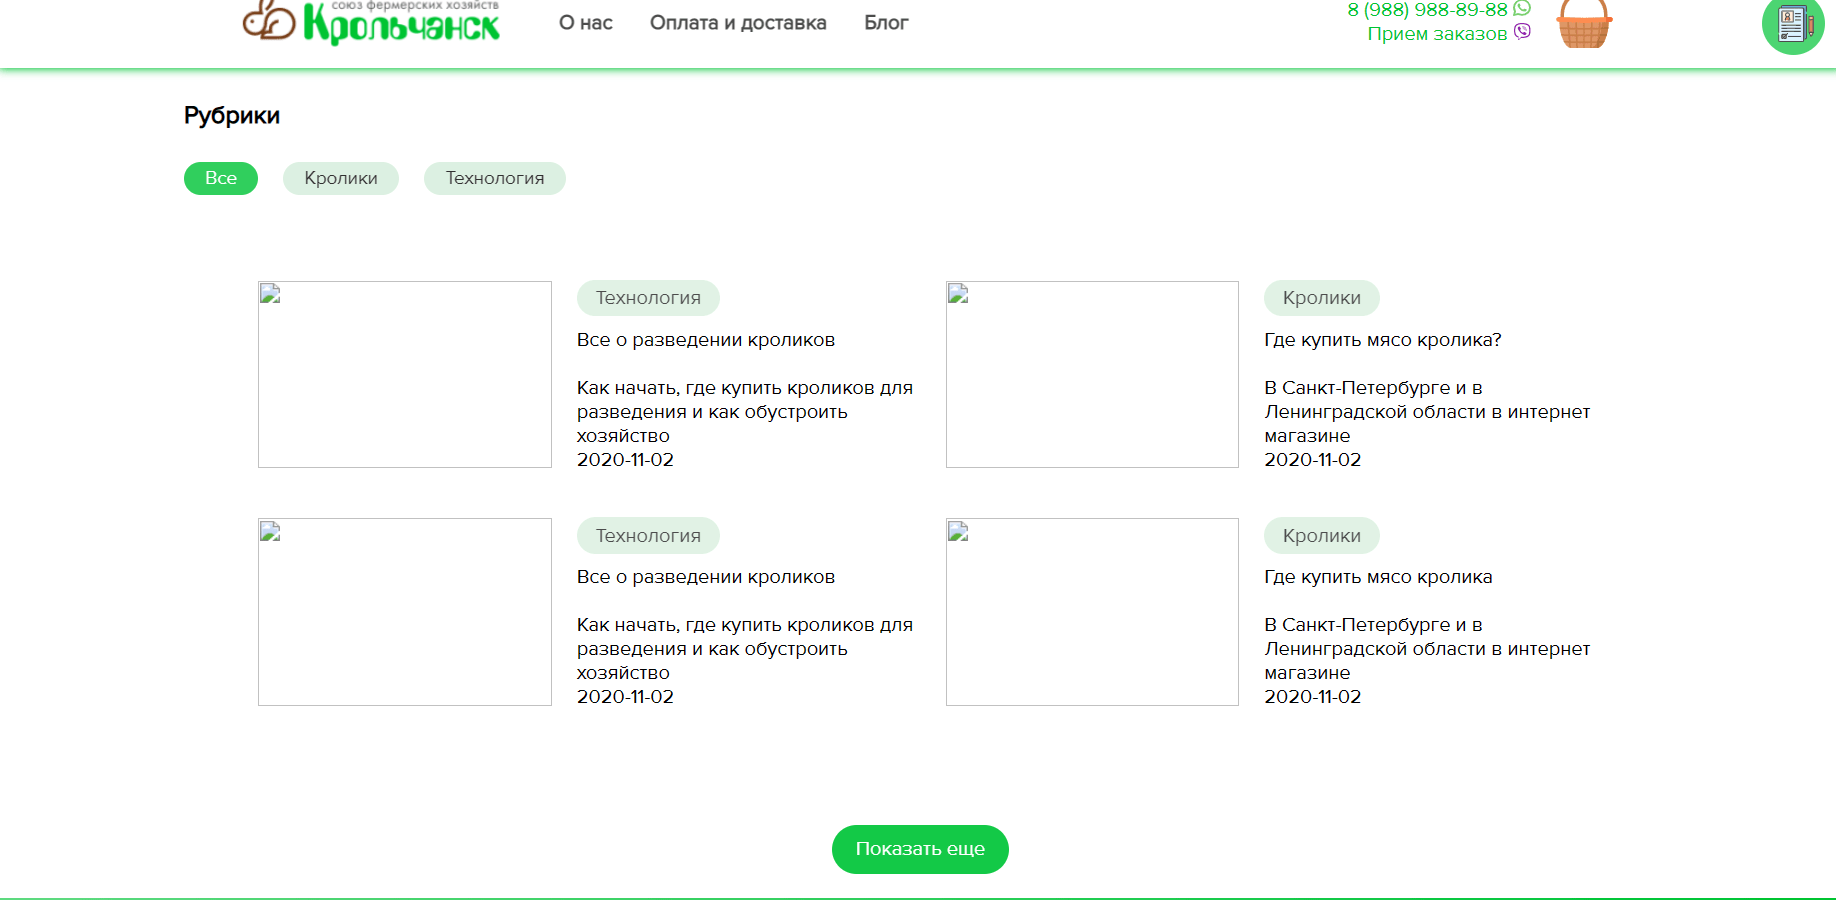 союз фермерских хозяйств
Крольчанск
О нас
Оплата и доставка
Блог
8 (988) 988-89-88
Прием заказов
Рубрики
Все
Кролики
Технология
Технология
Все о разведении кроликов
Как начать, где купить кроликов для
разведения и как обустроить
хозяйство
2020-11-02
Кролики
Где купить мясо кролика?
В Санкт-Петербурге и в
Ленинградской области в интернет
магазине
2020-11-02
Технология
Все о разведении кроликов
Как начать, где купить кроликов для
разведения и как обустроить
хозяйство
2020-11-02
Кролики
Где купить мясо кролика
В Санкт-Петербурге и в
Ленинградской области в интернет
магазине
2020-11-02
Показать еще